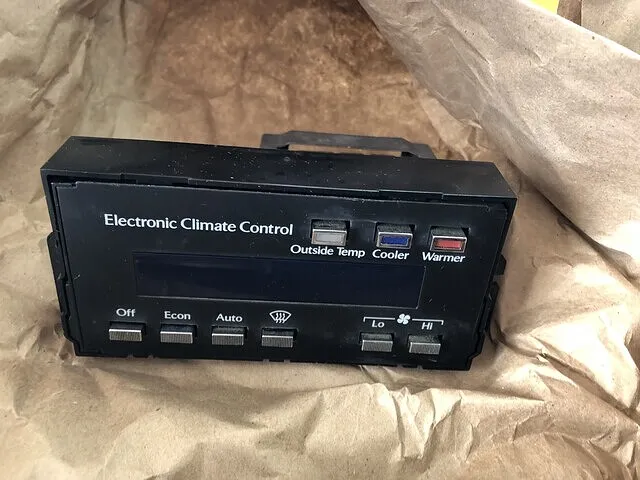 Electronic Climate Control
Outside Temp Cooler Warmer
Off Econ Auto Lo Hi